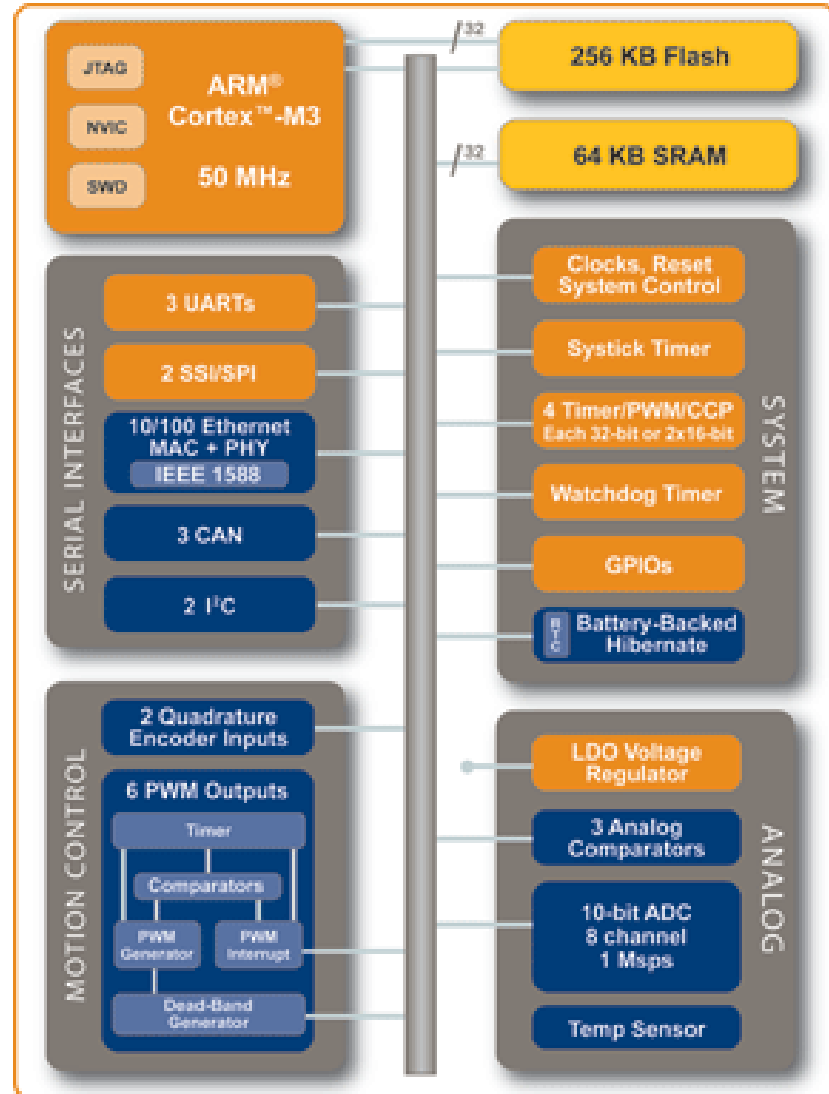 JTAG
NVIC
SWD
ARM®
Cortex™-M3
50 MHz
32
256 KB Flash
32
64 KB SRAM
SERIAL INTERFACES
3 UARTs
2 SSI/SPI
10/100 Ethernet
MAC + PHY
IEEE 1588
3 CAN
2 I²C
SYSTEM
Clocks, Reset
System Control
Systick Timer
4 Timer/PWM/CCP
Each 32-bit or 2x16-bit
Watchdog Timer
GPIOs
RTC
Battery-Backed
Hibernate
MOTION CONTROL
2 Quadrature
Encoder Inputs
6 PWM Outputs
Timer
Comparators
PWM
Generator
PWM
Interrupt
Dead-Band
Generator
ANALOG
LDO Voltage
Regulator
3 Analog
Comparators
10-bit ADC
8 channel
1 Msps
Temp Sensor